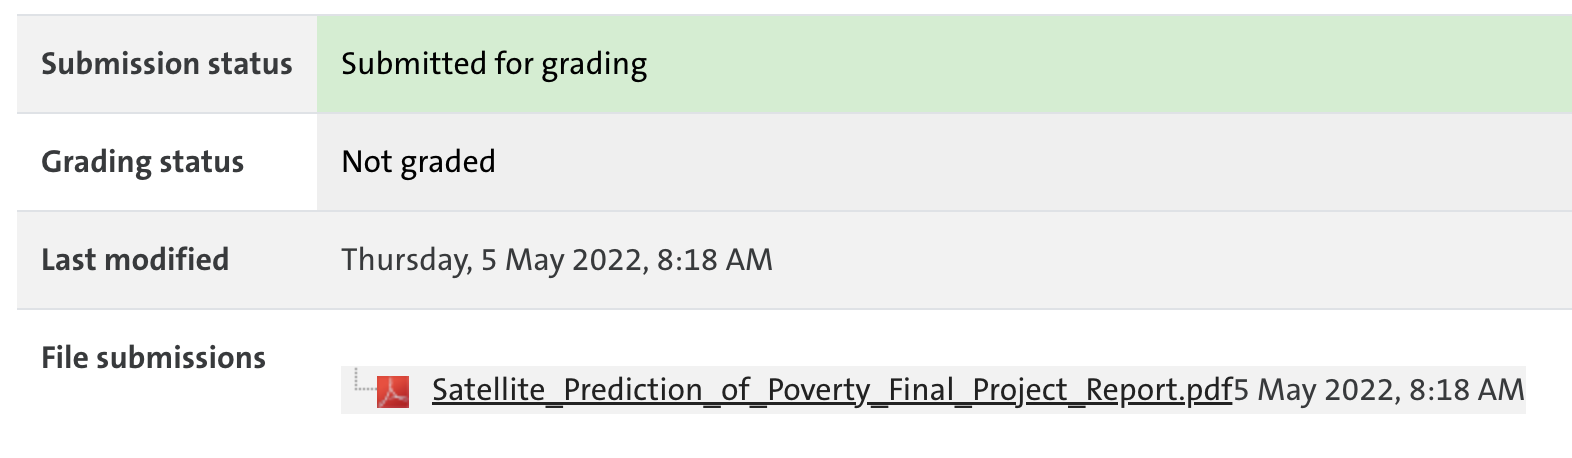 Submission status Submitted for grading
Grading status Not graded
Last modified Thursday, 5 May 2022, 8:18 AM
File submissions
Satellite_Prediction_of_Poverty_Final_Project_Report.pdf5 May 2022, 8:18 AM